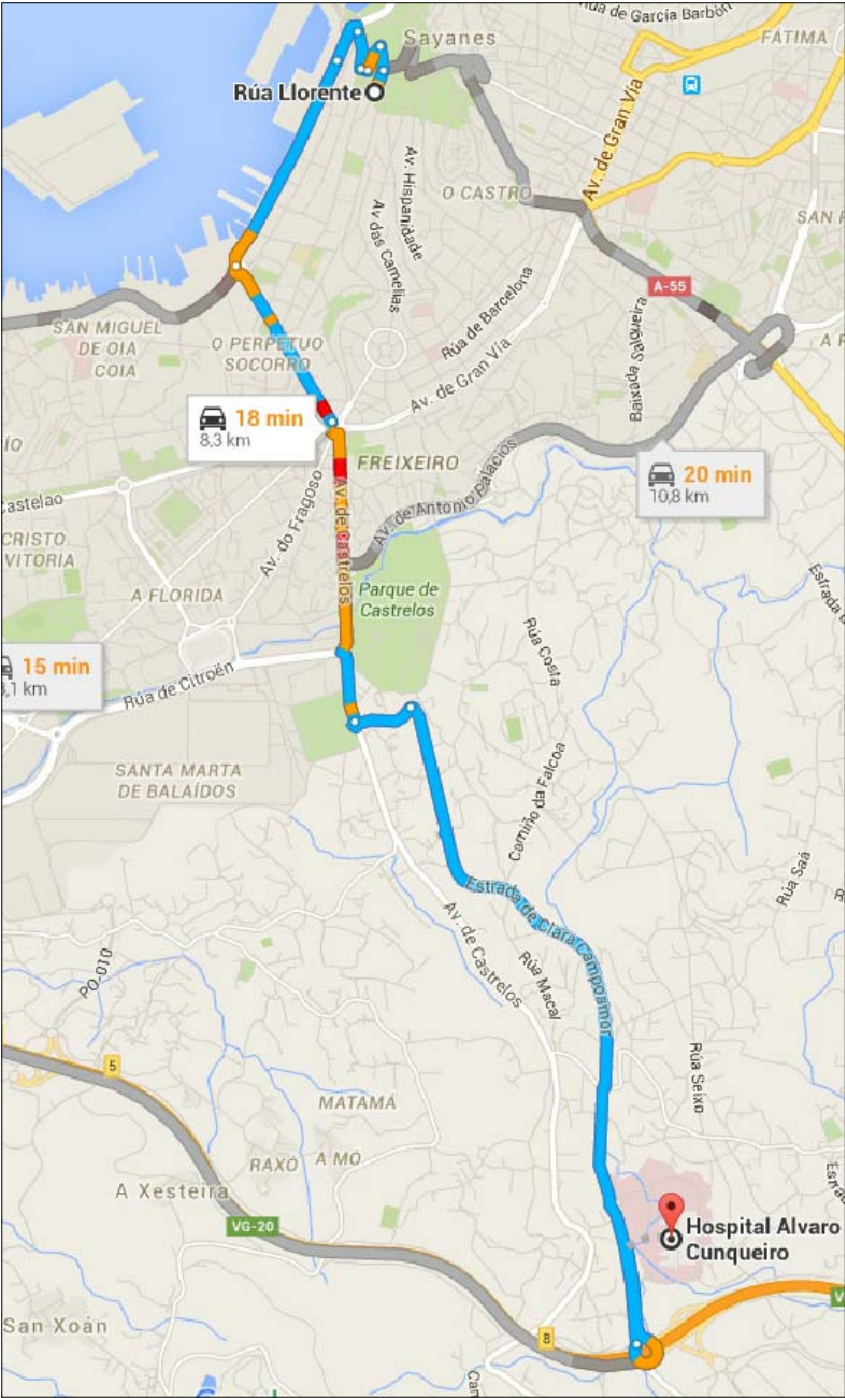 Rúa de García Barbón
Sayanes
FÁTIMA
Rúa Llorente
Av. de Gran Vía
Av. Hispanidade
O CASTRO
Av das Camelias
A-55
Rúa de Barcelona
Baixada Salgueira
SAN MIGUEL
DE OIA
COIA
O PERPETUO
SOCORRO
Av. de Gran Vía
18 min
8,3 km
FREIXEIRO
20 min
10,8 km
Castelao
Av. do Fragoso
Av. de Castrelos
Av. de Antonio Palacios
CRISTO
VITORIA
A FLORIDA
Parque de
Castrelos
Rúa Costa
15 min
Rúa de Citroën
SANTA MARTA
DE BALAÍDOS
Camiño da Falcoa
Rúa Saá
Estrada de Clara Campoamor
Av. de Castrelos
Rúa Macal
PO-010
5
Rúa Seixo
MATAMÁ
RAXÓ
A MÓ
A Xesteira
VG-20
Hospital Alvaro
Cunqueiro
San Xoán
8